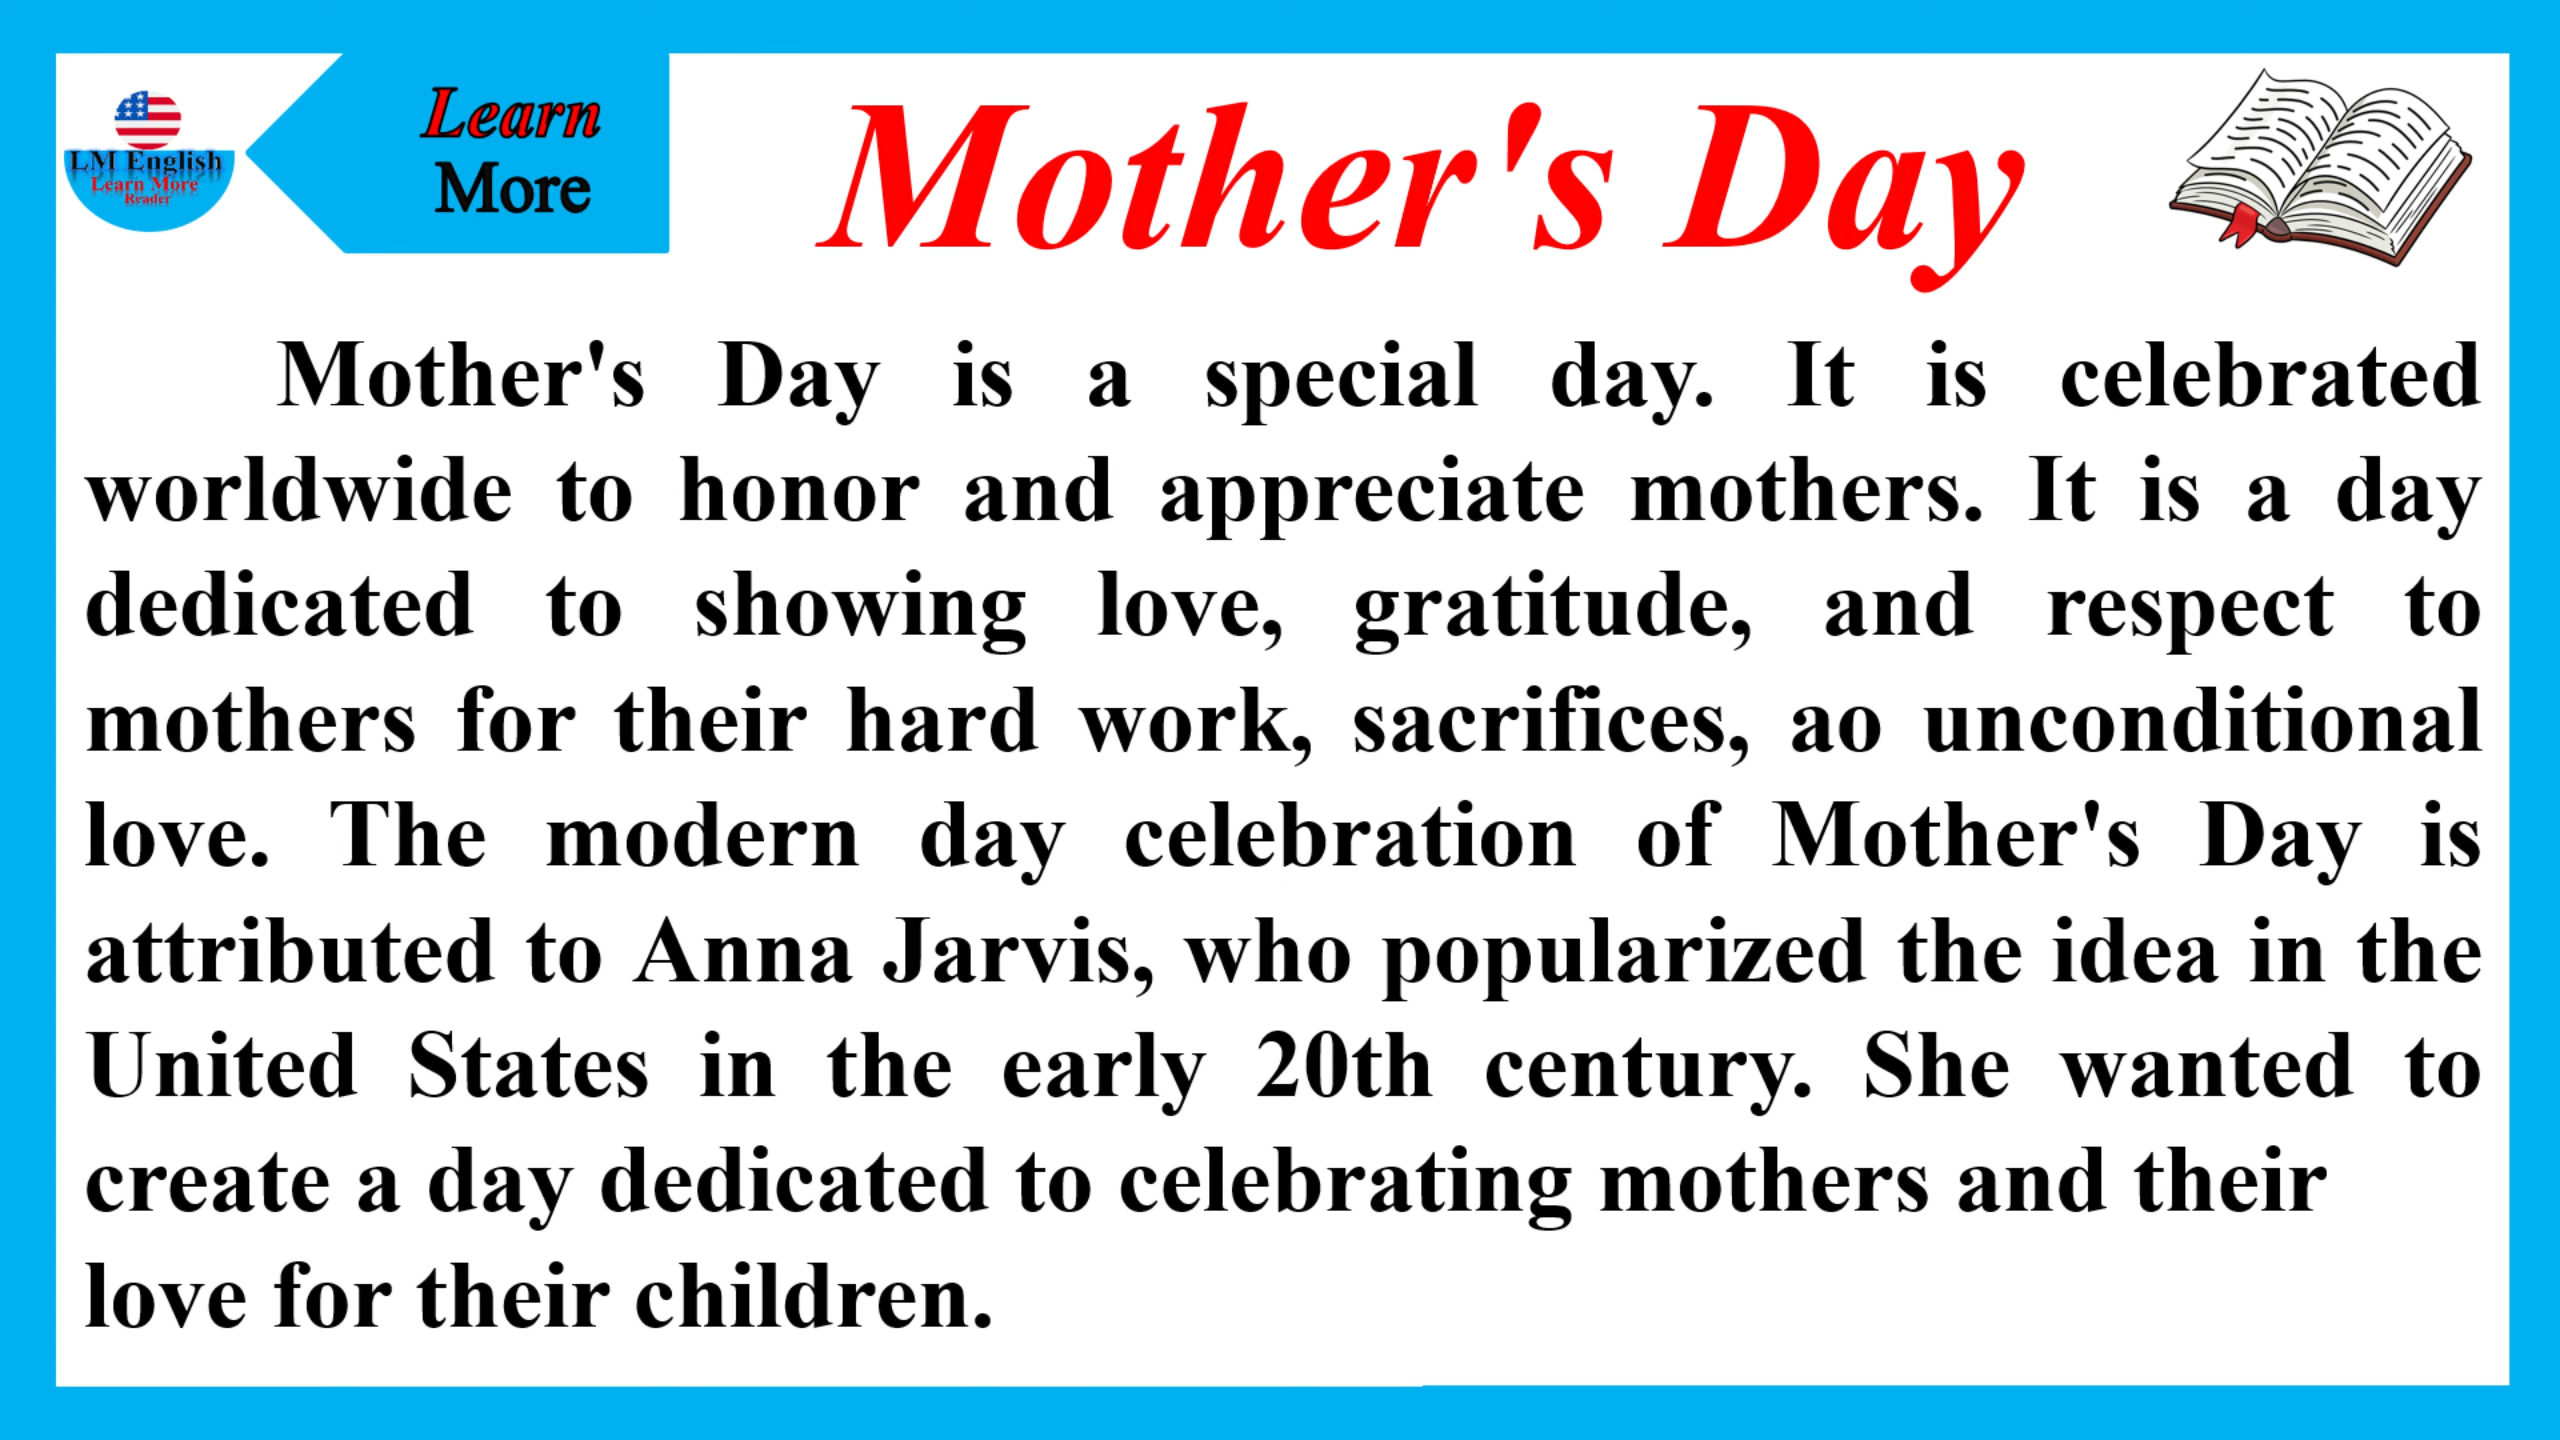 LM English
Learn More
Reader
Learn
More
Mother's Day
Mother's Day is a special day. It is celebrated
worldwide to honor and appreciate mothers. It is a day
dedicated to showing love, gratitude, and respect to
mothers for their hard work, sacrifices, ao unconditional
love. The modern day celebration of Mother's Day is
attributed to Anna Jarvis, who popularized the idea in the
United States in the early 20th century. She wanted to
create a day dedicated to celebrating mothers and their
love for their children.